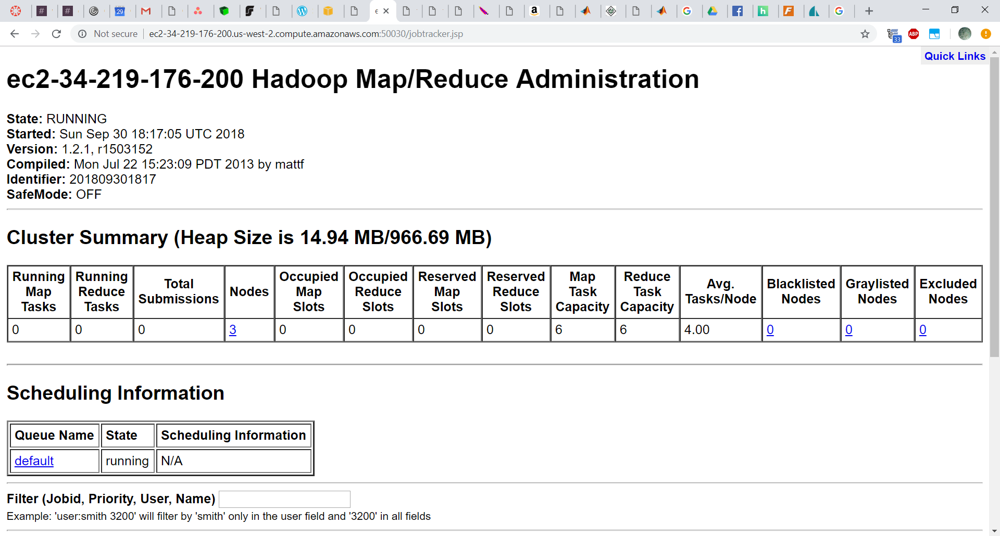 29
Not secure
ec2-34-219-176-200.us-west-2.compute.amazonaws.com:50030/jobtracker.jsp
33
ABP
Quick Links
ec2-34-219-176-200 Hadoop Map/Reduce Administration
State: RUNNING
Started: Sun Sep 30 18:17:05 UTC 2018
Version: 1.2.1, r1503152
Compiled: Mon Jul 22 15:23:09 PDT 2013 by mattf
Identifier: 201809301817
SafeMode: OFF
Cluster Summary (Heap Size is 14.94 MB/966.69 MB)
Running Map Tasks
Running Reduce Tasks
Total Submissions
Nodes
Occupied Map Slots
Occupied Reduce Slots
Reserved Map Slots
Reserved Reduce Slots
Map Task Capacity
Reduce Task Capacity
Avg. Tasks/Node
Blacklisted Nodes
Graylisted Nodes
Excluded Nodes
0 0 0 3 0 0 0 0 6 6 4.00 0 0 0
Scheduling Information
Queue Name State Scheduling Information
default running N/A
Filter (Jobid, Priority, User, Name)
Example: 'user:smith 3200' will filter by 'smith' only in the user field and '3200' in all fields